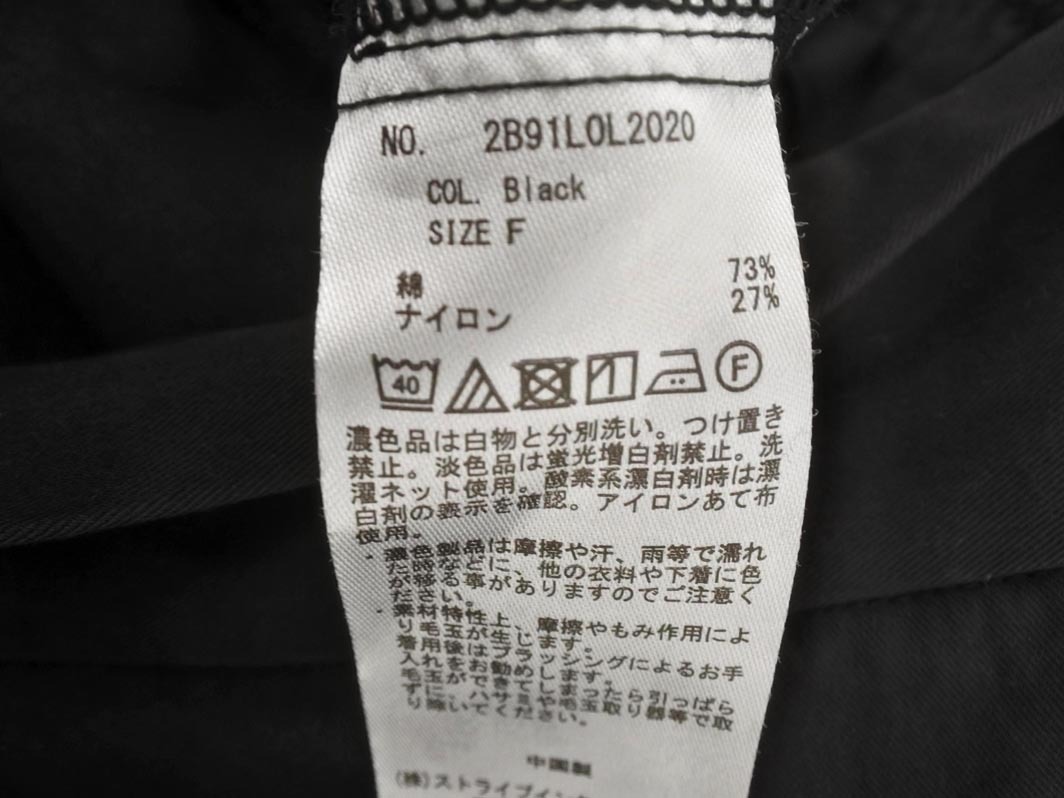 NO. 2B91LOL2020
COL. Black
SIZE F
綿 73%
ナイロン 27%
40 F
濃色品は白物と分別洗い。つけ置き
禁止。淡色品は蛍光増白剤禁止。洗
濯ネット使用。酸素系漂白剤時は漂
白剤の表示を確認。アイロンあて布
使用。
・濃色製品は摩擦や汗、雨等で濡れ
た時などに、他の衣料や下着に色
が移る事がありますのでご注意く
ださい。
・素材特性上、摩擦やもみ作用によ
り毛玉が生じます。
着用後はブラッシングによるお手
入れをお勧めします。
毛玉ができてしまったら引っぱら
ずに、ハサミや毛玉取り器等で取
り除いてください。
中国製
(株)ストライプイン